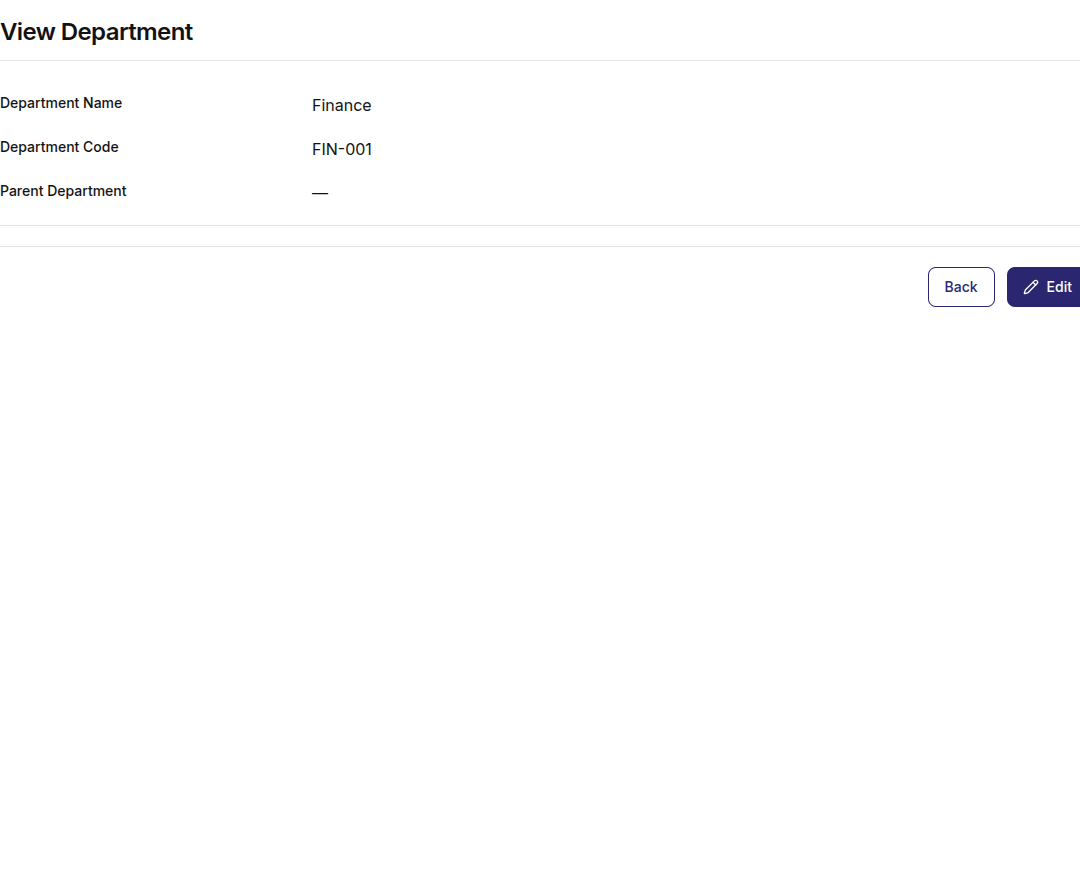 View Department
Department Name Finance
Department Code FIN-001
Parent Department —
Back Edit